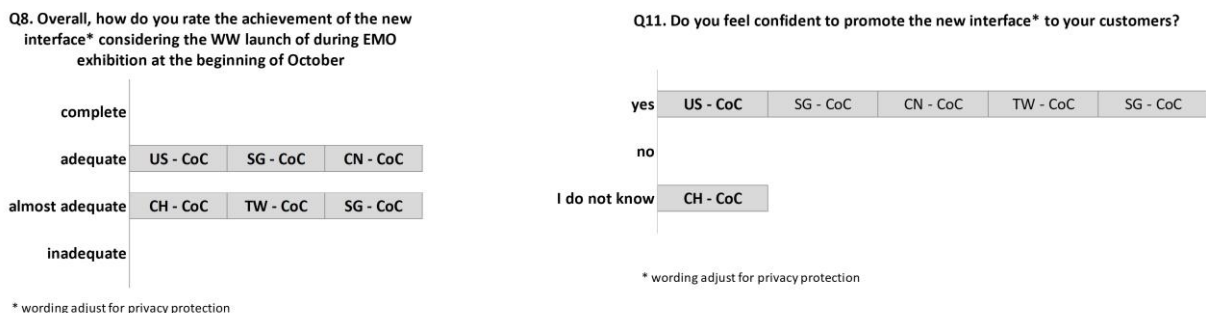 Q8. Overall, how do you rate the achievement of the new
interface* considering the WW launch of during EMO
exhibition at the beginning of October
complete
adequate US - CoC SG - CoC CN - CoC
almost adequate CH - CoC TW - CoC SG - CoC
inadequate
* wording adjust for privacy protection
Q11. Do you feel confident to promote the new interface* to your customers?
yes US - CoC SG - CoC CN - CoC TW - CoC SG - CoC
no
I do not know CH - CoC
* wording adjust for privacy protection